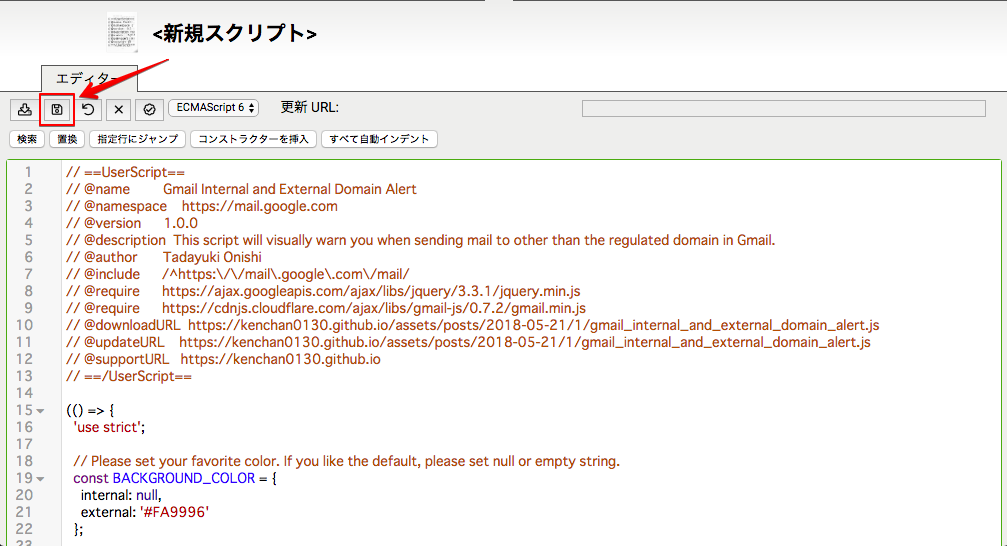 <新規スクリプト>
エディター
ECMAScript 6 更新 URL:
検索 置換 指定行にジャンプ コンストラクターを挿入 すべて自動インデント
1 // ==UserScript==
2 // @name Gmail Internal and External Domain Alert
3 // @namespace https://mail.google.com
4 // @version 1.0.0
5 // @description This script will visually warn you when sending mail to other than the regulated domain in Gmail.
6 // @author Tadayuki Onishi
7 // @include /^https:\/\/mail\.google\.com\/mail/
8 // @require https://ajax.googleapis.com/ajax/libs/jquery/3.3.1/jquery.min.js
9 // @require https://cdnjs.cloudflare.com/ajax/libs/gmail-js/0.7.2/gmail.min.js
10 // @downloadURL https://kenchan0130.github.io/assets/posts/2018-05-21/1/gmail_internal_and_external_domain_alert.js
11 // @updateURL https://kenchan0130.github.io/assets/posts/2018-05-21/1/gmail_internal_and_external_domain_alert.js
12 // @supportURL https://kenchan0130.github.io
13 // ==/UserScript==
14
15 (() => {
16 'use strict';
17
18 // Please set your favorite color. If you like the default, please set null or empty string.
19 const BACKGROUND_COLOR = {
20 internal: null,
21 external: '#FA9996'
22 };
23